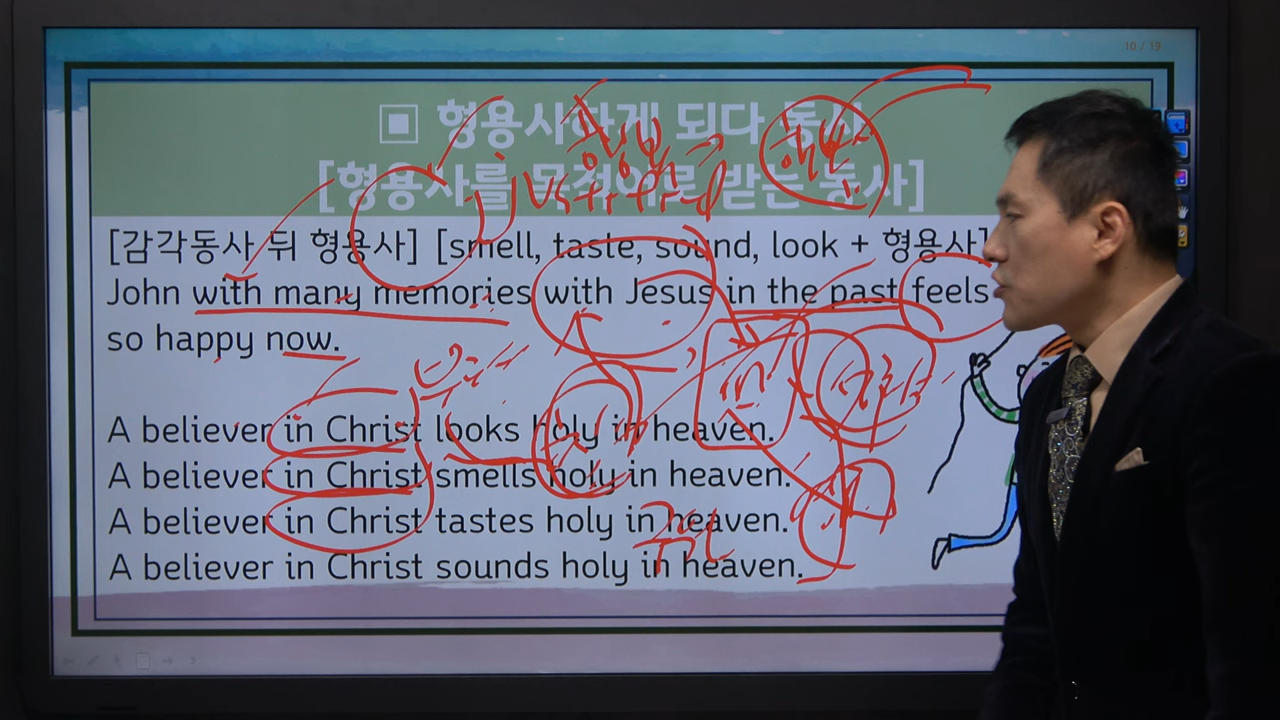 10 / 19
▣ 형용사하게 되다 동사
[형용사를 목적어로 받는 동사]
[감각동사 뒤 형용사] [smell, taste, sound, look + 형용사]
John with many memories with Jesus in the past feels
so happy now.
A believer in Christ looks holy in heaven.
A believer in Christ smells holy in heaven.
A believer in Christ tastes holy in heaven.
A believer in Christ sounds holy in heaven.